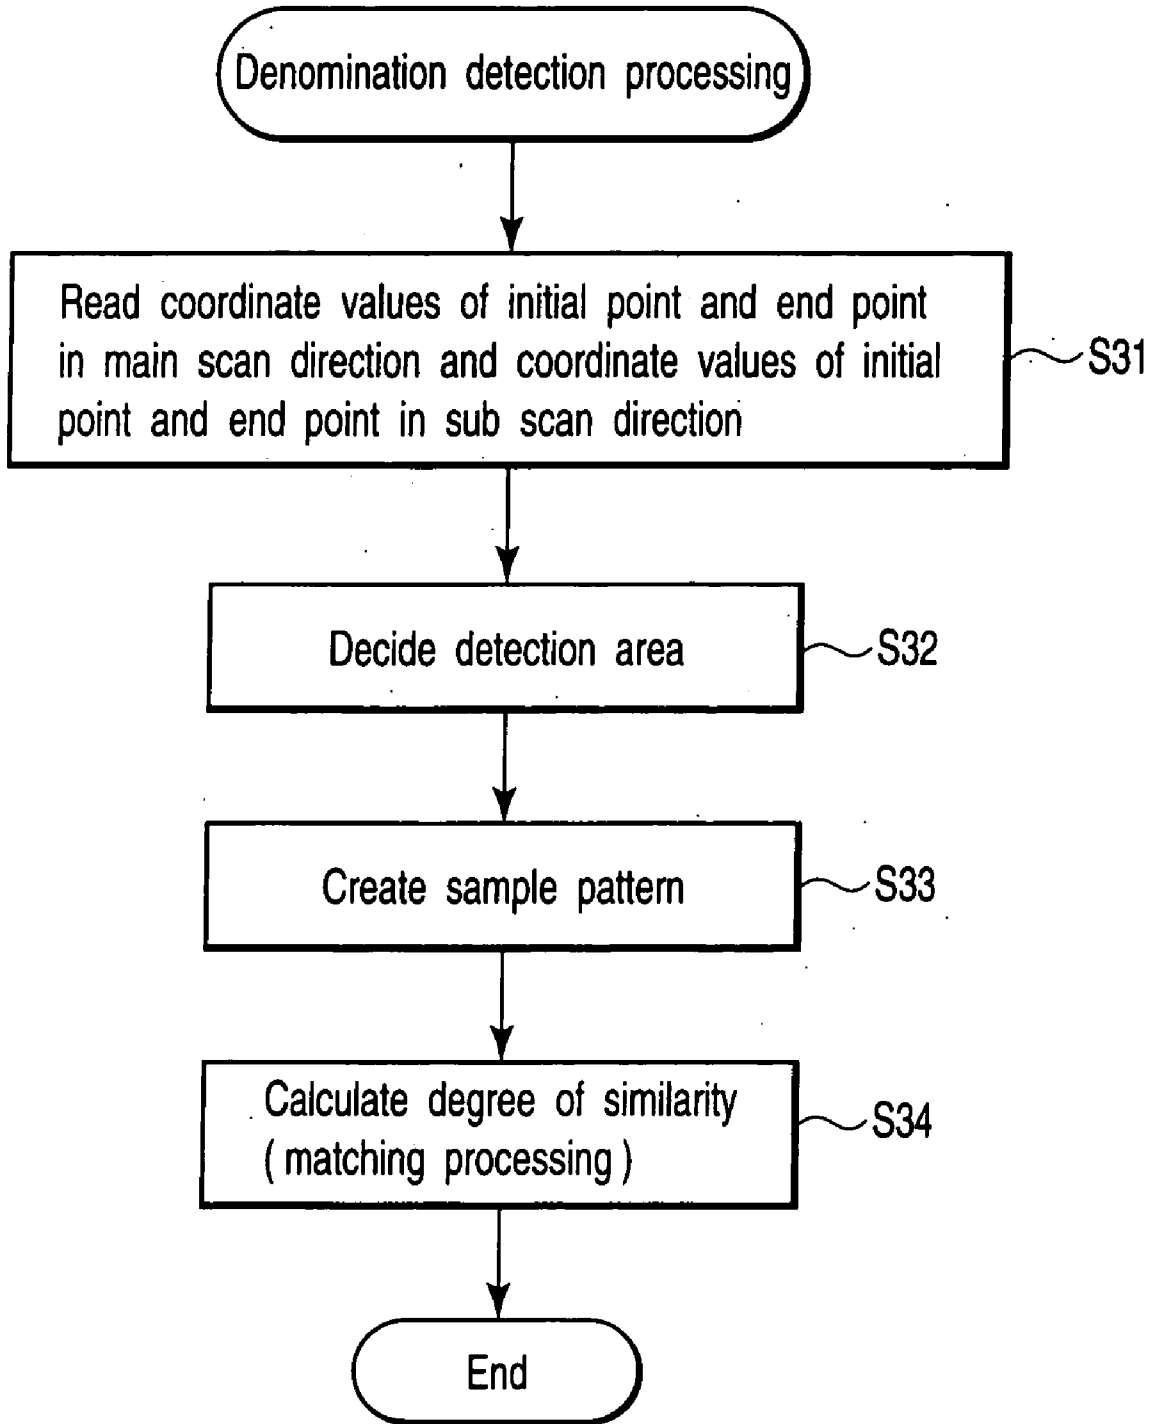 Denomination detection processing
Read coordinate values of initial point and end point
in main scan direction and coordinate values of initial
point and end point in sub scan direction
S31
Decide detection area
S32
Create sample pattern
S33
Calculate degree of similarity
(matching processing)
S34
End